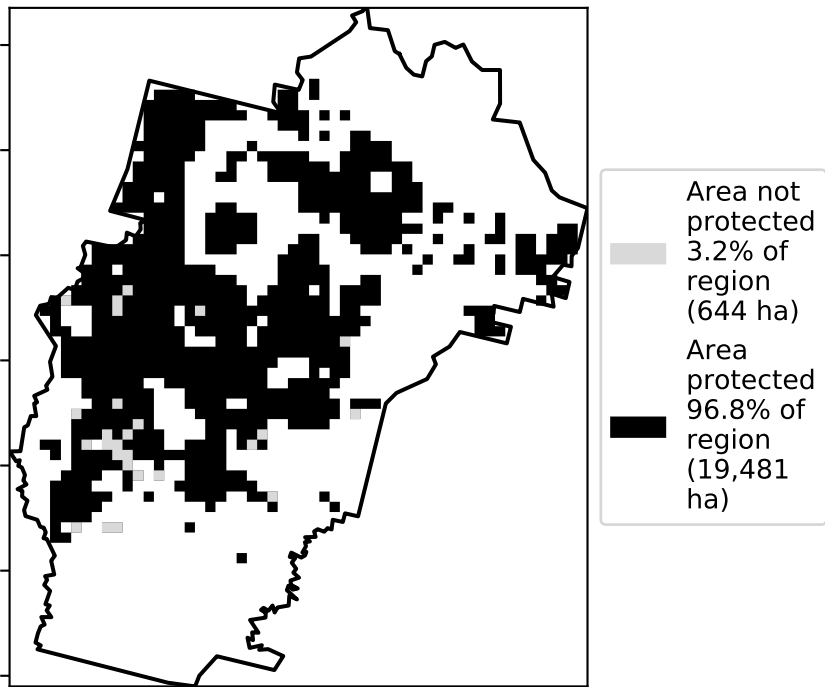 Area not
protected
3.2% of
region
(644 ha)
Area
protected
96.8% of
region
(19,481
ha)